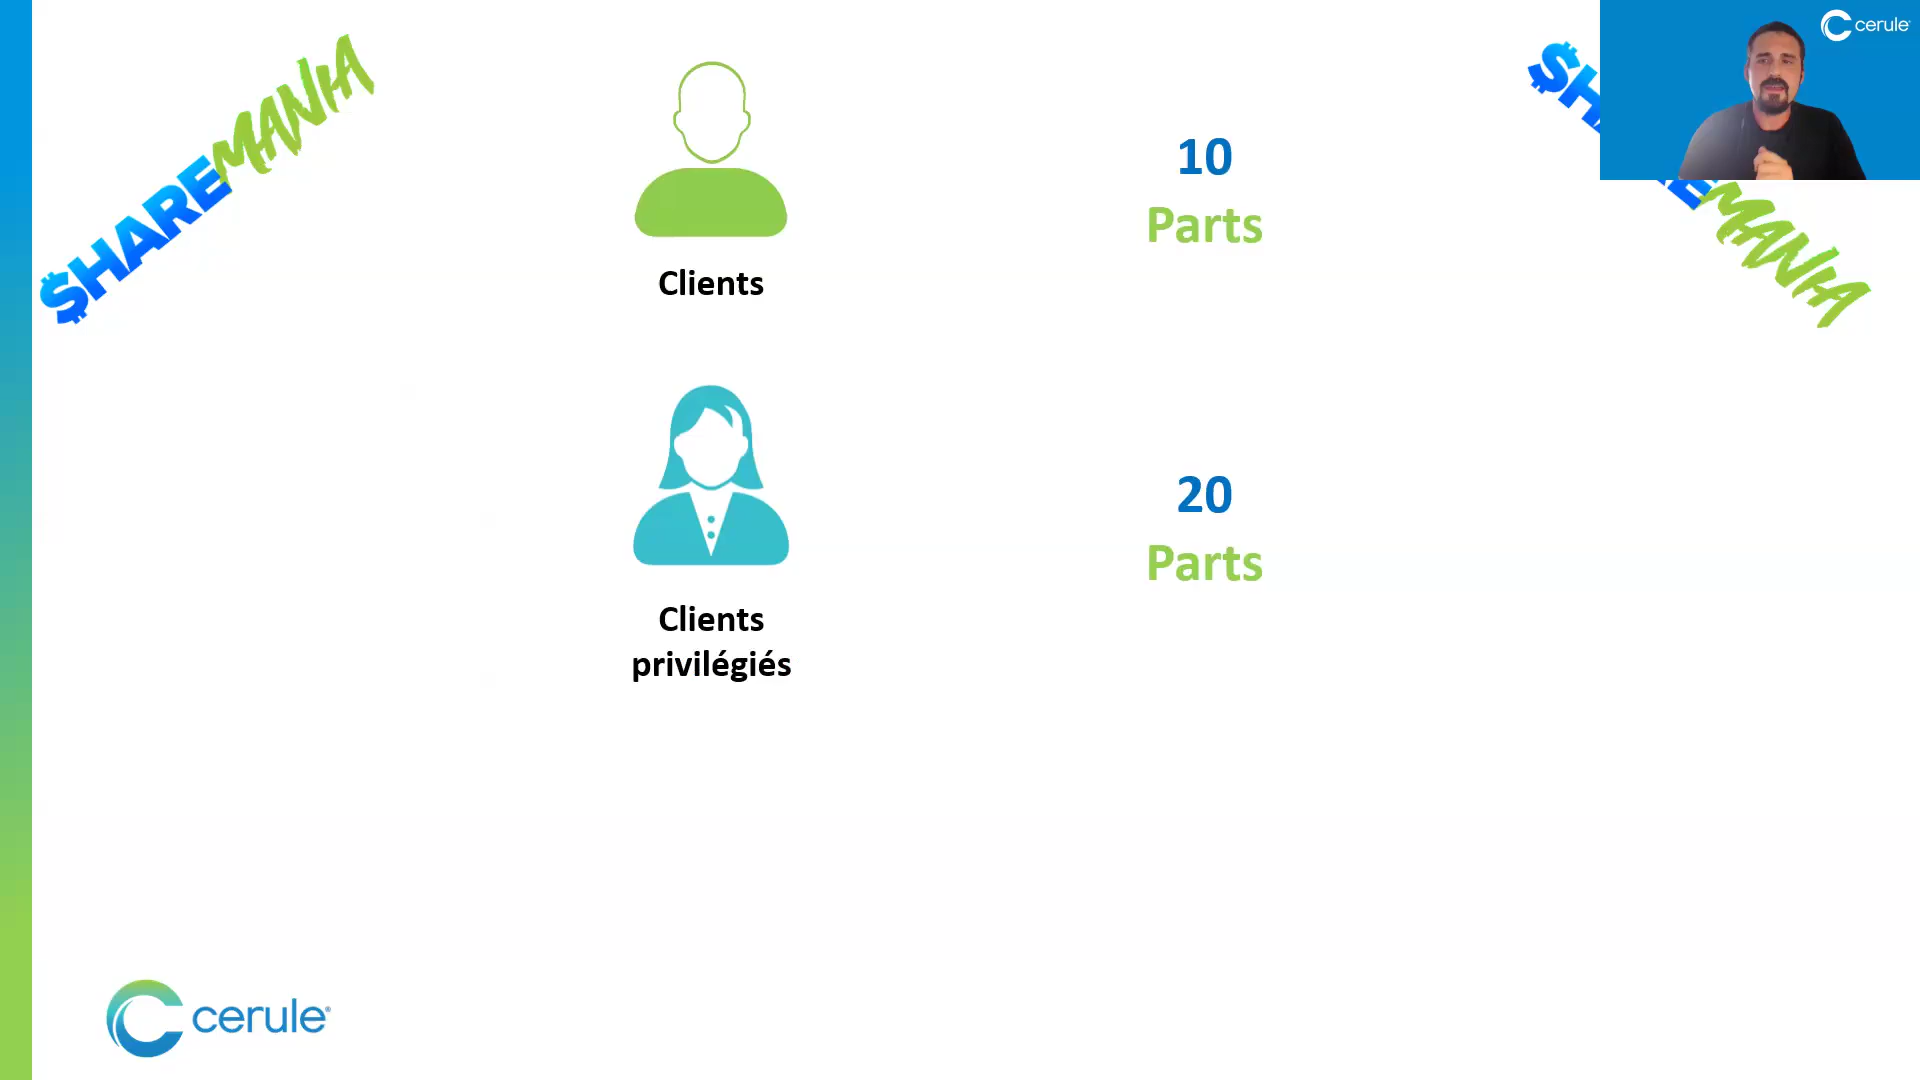 $HAREMANIA
cerule
10
Parts
Clients
20
Parts
Clients
privilégiés
cerule